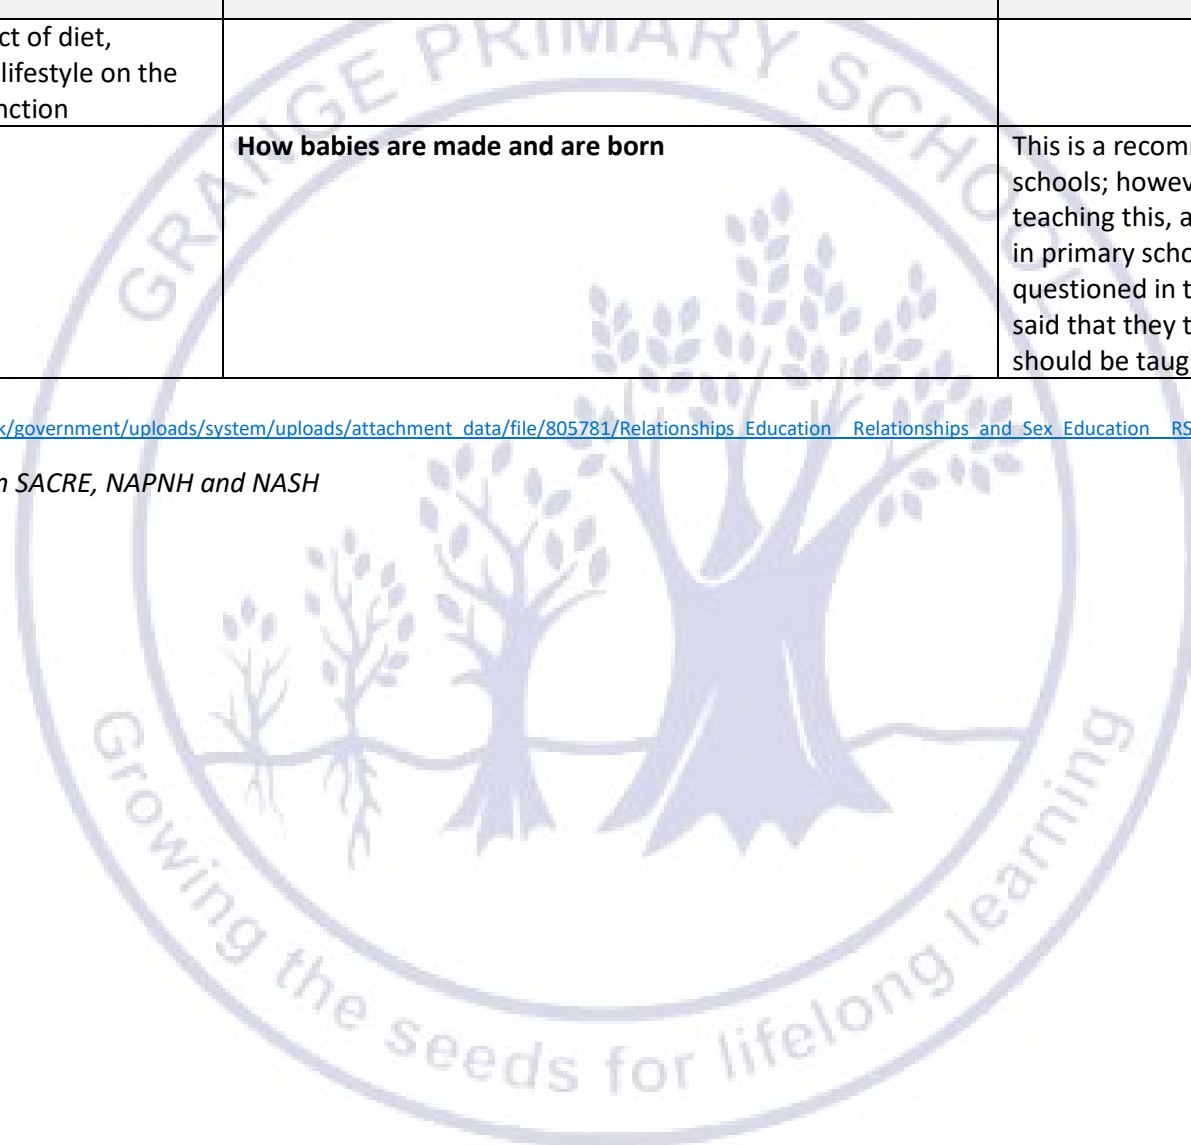 GRANGE PRIMARY SCHOOL
ct of diet,
lifestyle on the
nction
How babies are made and are born
This is a recom
schools; howev
teaching this, a
in primary scho
questioned in t
said that they t
should be taug
k/government/uploads/system/uploads/attachment_data/file/805781/Relationships_Education__Relationships_and_Sex_Education__RS
n SACRE, NAPNH and NASH
Growing the seeds for lifelong learning